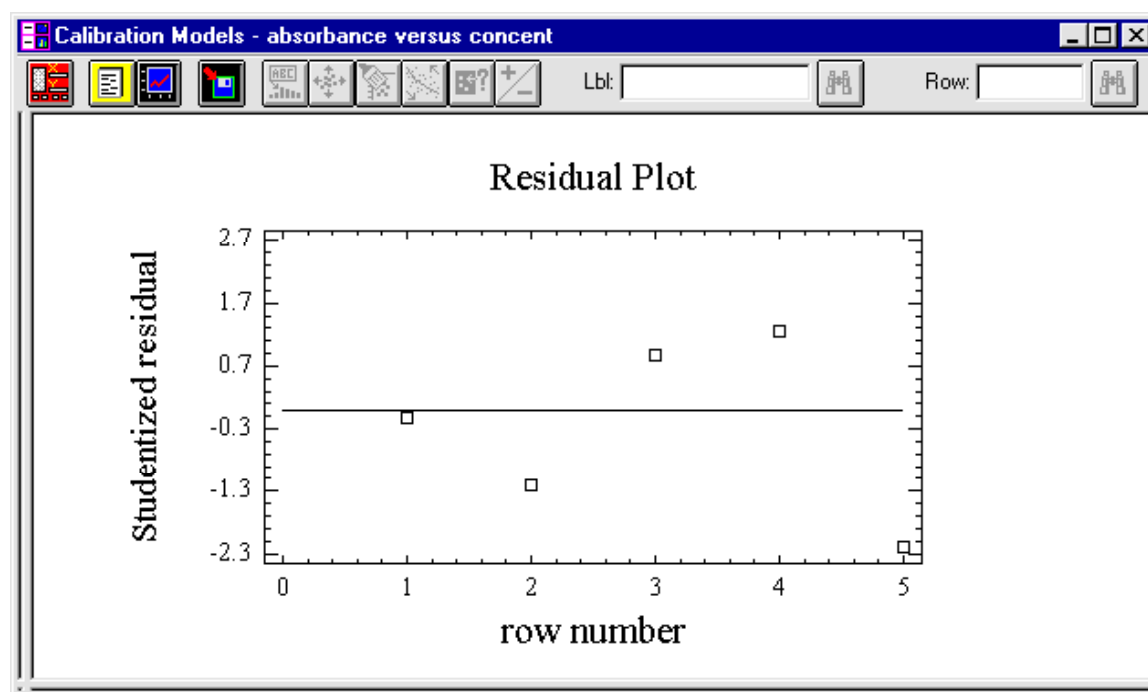 Calibration Models - absorbance versus concent
ABC ? Lbl: Row:
Residual Plot
Studentized residual
2.7
1.7
0.7
-0.3
-1.3
-2.3
0 1 2 3 4 5
row number